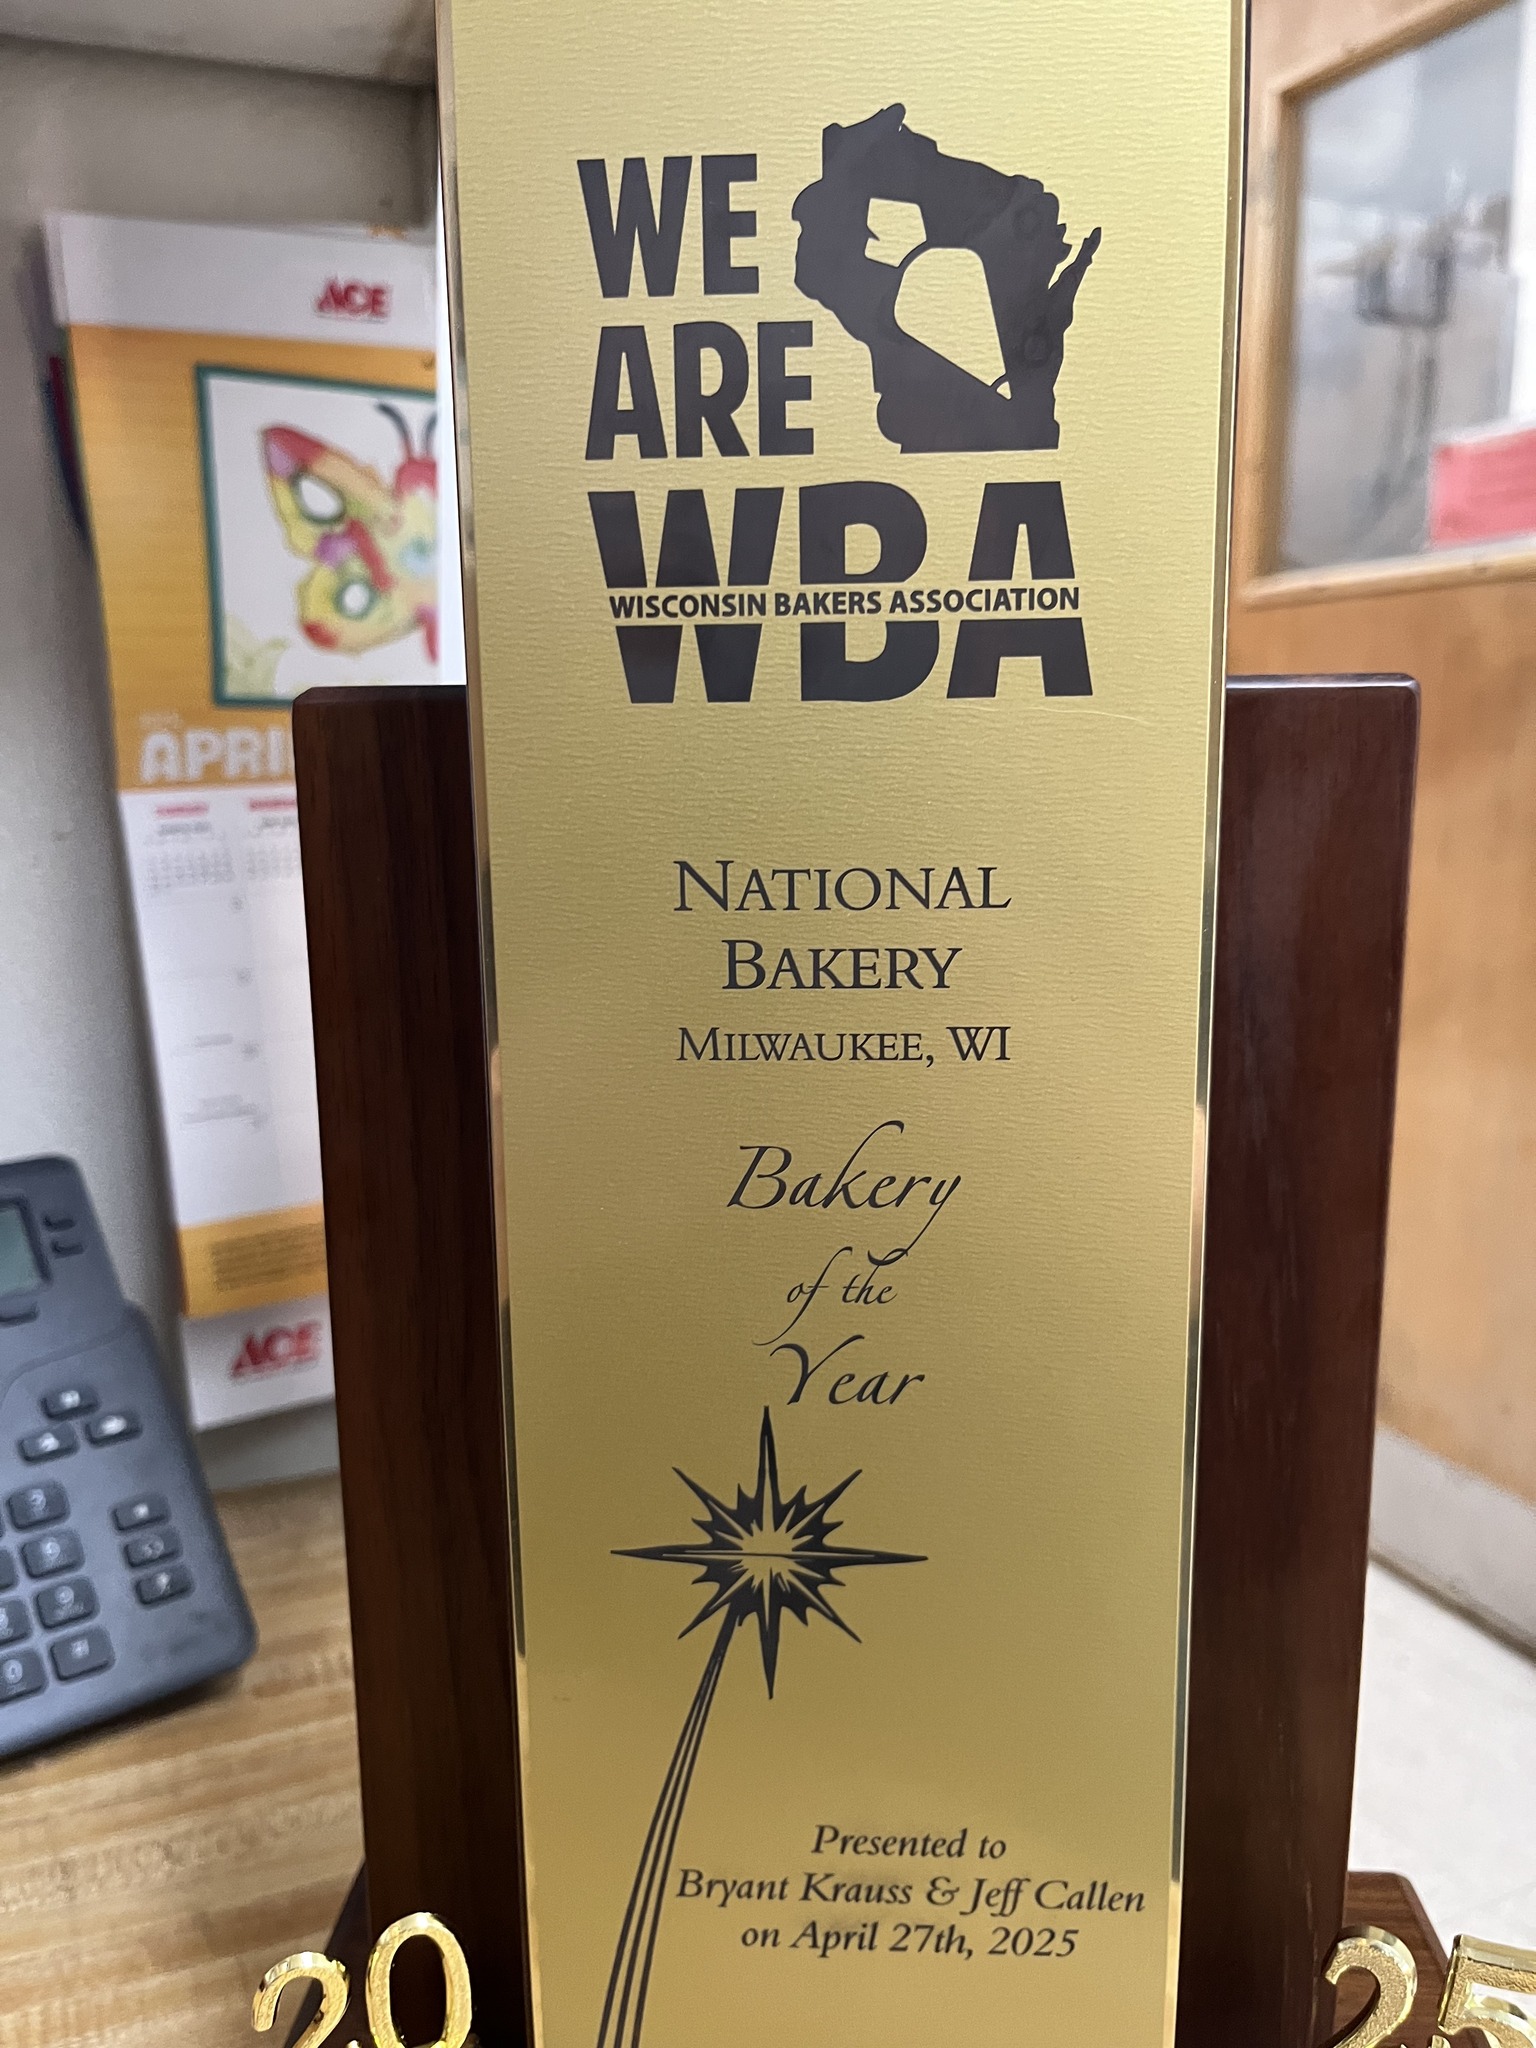 WE
ARE
WBA
WISCONSIN BAKERS ASSOCIATION
NATIONAL
BAKERY
MILWAUKEE, WI
Bakery
of the
Year
Presented to
Bryant Krauss & Jeff Callen
on April 27th, 2025
20
25
ACE
APRI
ACE